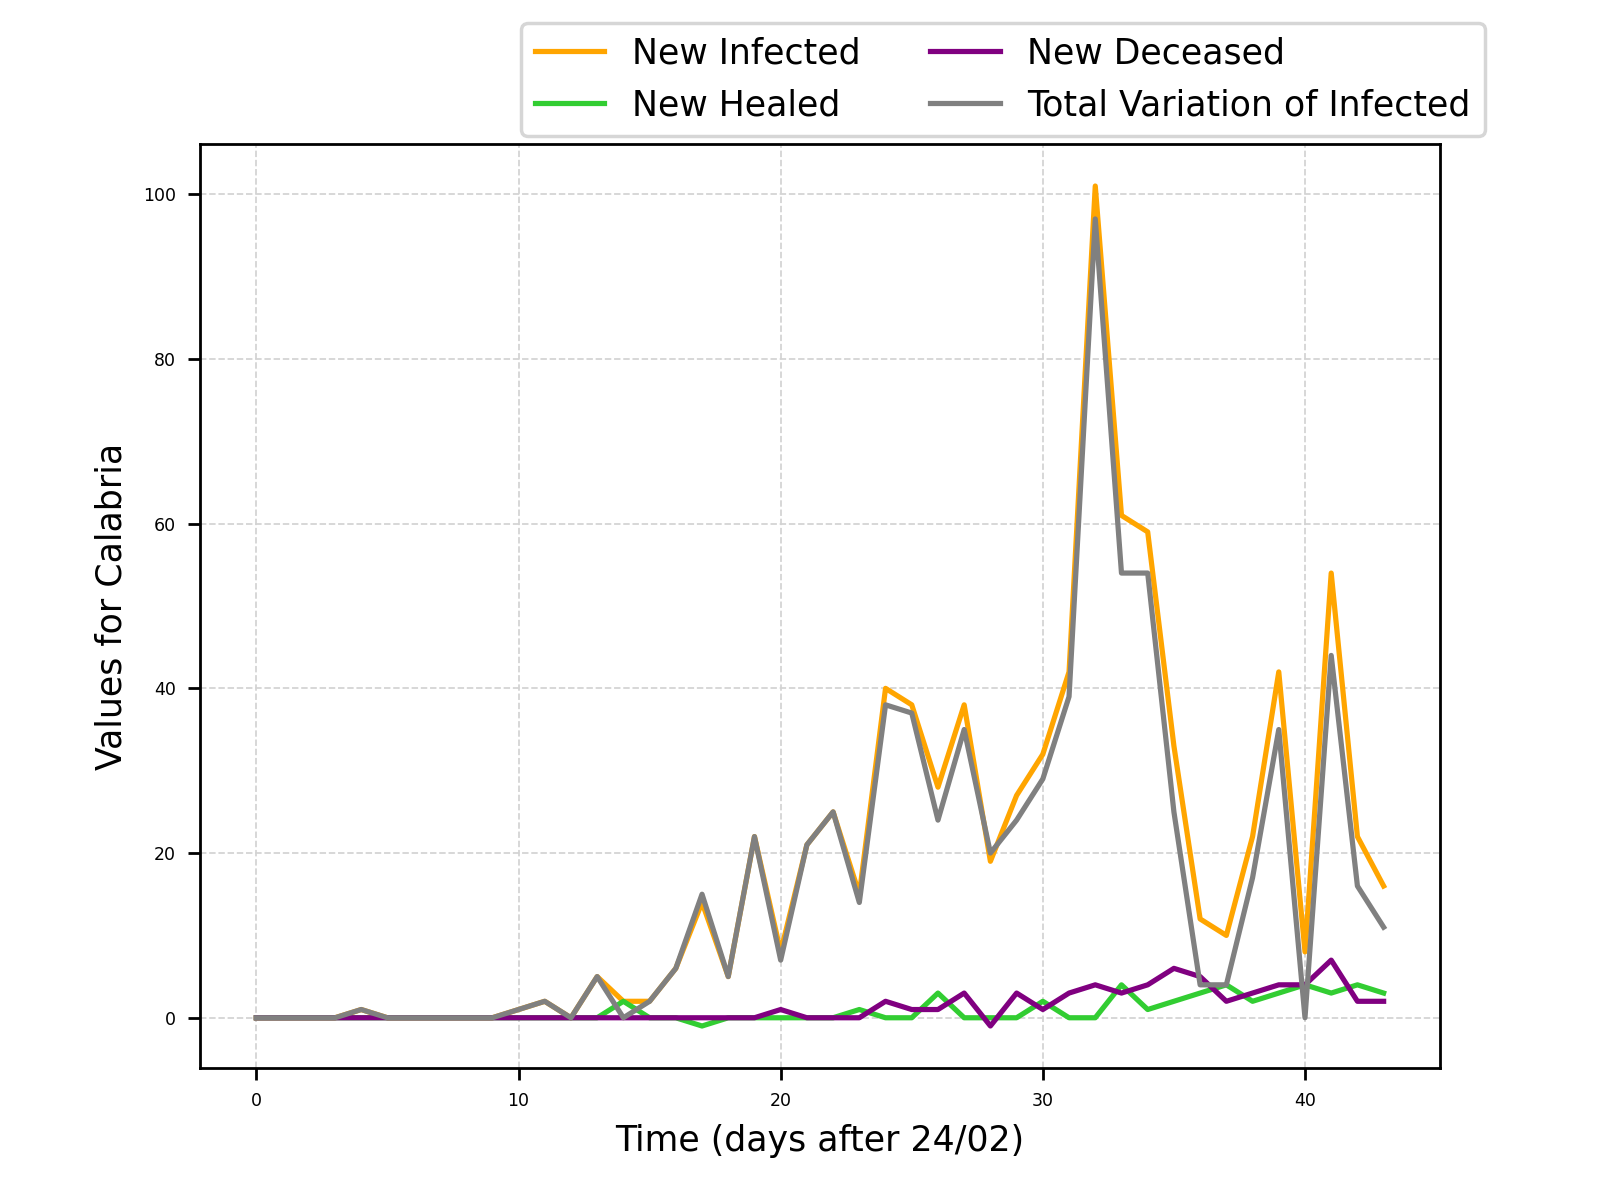 New Infected
New Healed
New Deceased
Total Variation of Infected
100
80
60
40
20
0
Values for Calabria
0 10 20 30 40
Time (days after 24/02)